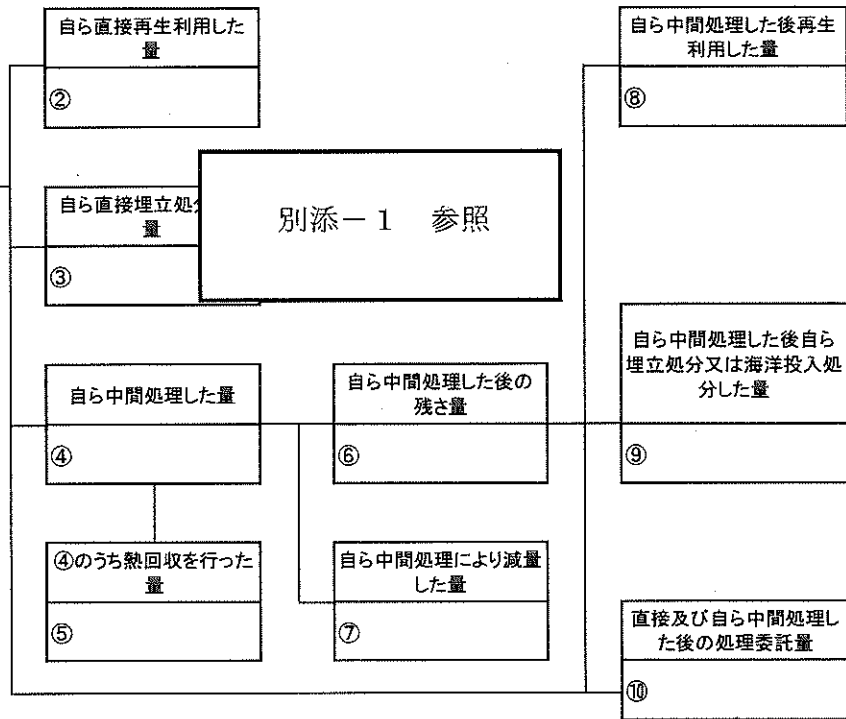 自ら直接再生利用した
量
②
自ら直接埋立処
量
③
別添－１　参照
自ら中間処理した量
④
④のうち熱回収を行った
量
⑤
自ら中間処理した後の
残さ量
⑥
自ら中間処理により減量
した量
⑦
自ら中間処理した後再生
利用した量
⑧
自ら中間処理した後自ら
埋立処分又は海洋投入処
分した量
⑨
直接及び自ら中間処理し
た後の処理委託量
⑩